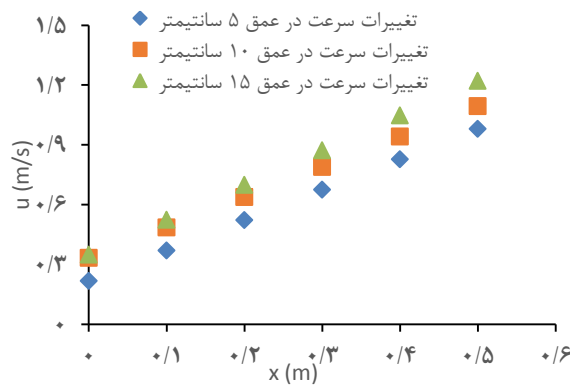 ۱/۵
تغییرات سرعت در عمق ۵ سانتیمتر
تغییرات سرعت در عمق ۱۰ سانتیمتر
تغییرات سرعت در عمق ۱۵ سانتیمتر
۱/۲
۰/۹
۰/۶
۰/۳
۰
u (m/s)
۰ ۰/۱ ۰/۲ ۰/۳ ۰/۴ ۰/۵ ۰/۶
x (m)